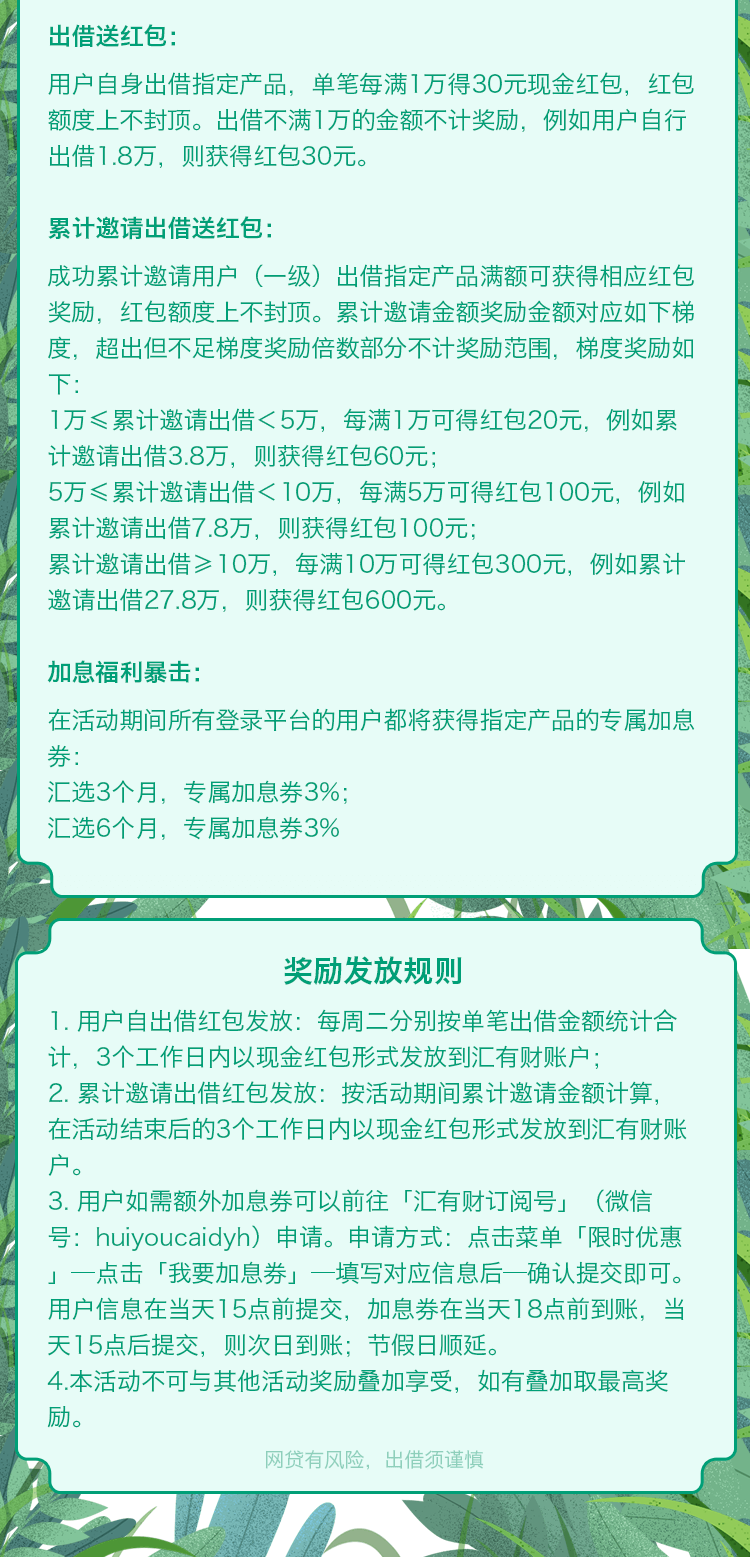 出借送红包：
用户自身出借指定产品，单笔每满1万得30元现金红包，红包
额度上不封顶。出借不满1万的金额不计奖励，例如用户自行
出借1.8万，则获得红包30元。
累计邀请出借送红包：
成功累计邀请用户（一级）出借指定产品满额可获得相应红包
奖励，红包额度上不封顶。累计邀请金额奖励金额对应如下梯
度，超出但不足梯度奖励倍数部分不计奖励范围，梯度奖励如
下：
1万≤累计邀请出借＜5万，每满1万可得红包20元，例如累
计邀请出借3.8万，则获得红包60元；
5万≤累计邀请出借＜10万，每满5万可得红包100元，例如
累计邀请出借7.8万，则获得红包100元；
累计邀请出借≥10万，每满10万可得红包300元，例如累计
邀请出借27.8万，则获得红包600元。
加息福利暴击：
在活动期间所有登录平台的用户都将获得指定产品的专属加息
券：
汇选3个月，专属加息券3%；
汇选6个月，专属加息券3%
奖励发放规则
1. 用户自出借红包发放：每周二分别按单笔出借金额统计合
计，3个工作日内以现金红包形式发放到汇有财账户；
2. 累计邀请出借红包发放：按活动期间累计邀请金额计算，
在活动结束后的3个工作日内以现金红包形式发放到汇有财账
户。
3. 用户如需额外加息券可以前往「汇有财订阅号」（微信
号：huiyoucaidyh）申请。申请方式：点击菜单「限时优惠
」—点击「我要加息券」—填写对应信息后—确认提交即可。
用户信息在当天15点前提交，加息券在当天18点前到账，当
天15点后提交，则次日到账；节假日顺延。
4.本活动不可与其他活动奖励叠加享受，如有叠加取最高奖
励。
网贷有风险，出借须谨慎